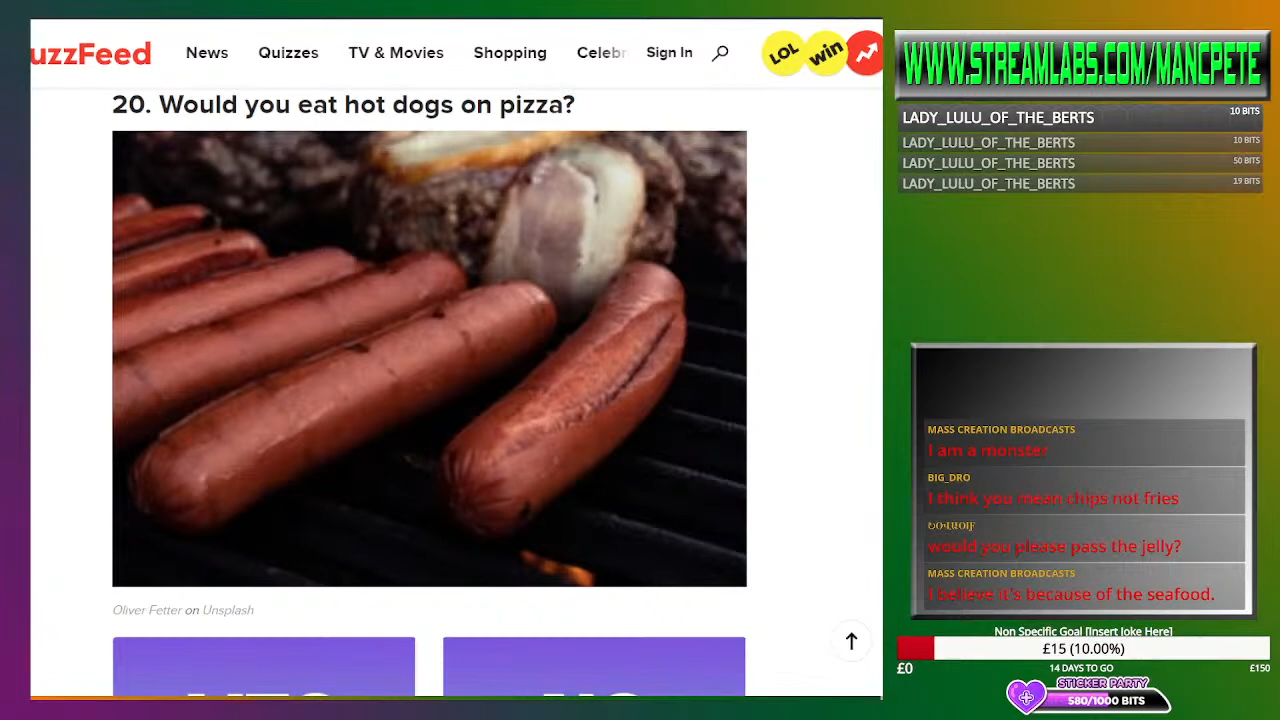 uzzFeed
News Quizzes TV & Movies Shopping Celebr Sign In
LOL win
20. Would you eat hot dogs on pizza?
Oliver Fetter on Unsplash
WWW.STREAMLABS.COM/MANCPETE
LADY_LULU_OF_THE_BERTS 10 BITS
LADY_LULU_OF_THE_BERTS 10 BITS
LADY_LULU_OF_THE_BERTS 50 BITS
LADY_LULU_OF_THE_BERTS 19 BITS
MASS CREATION BROADCASTS
I am a monster
BIG_DRO
I think you mean chips not fries
would you please pass the jelly?
MASS CREATION BROADCASTS
I believe it's because of the seafood.
Non Specific Goal [Insert Joke Here]
£15 (10.00%)
£0 14 DAYS TO GO £150
STICKER PARTY
580/1000 BITS